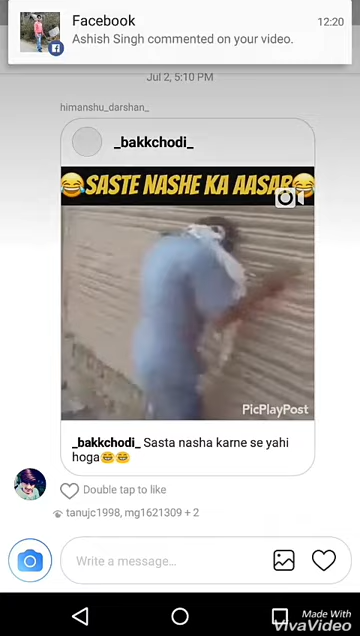 Facebook
12:20
Ashish Singh commented on your video.
Jul 2, 5:10 PM
himanshu_darshan_
_bakkchodi_
😂SASTE NASHE KA AASAR😂
PicPlayPost
_bakkchodi_ Sasta nasha karne se yahi
hoga😂😂
Double tap to like
tanujc1998, mg1621309 + 2
Write a message…
Made With
VivaVideo